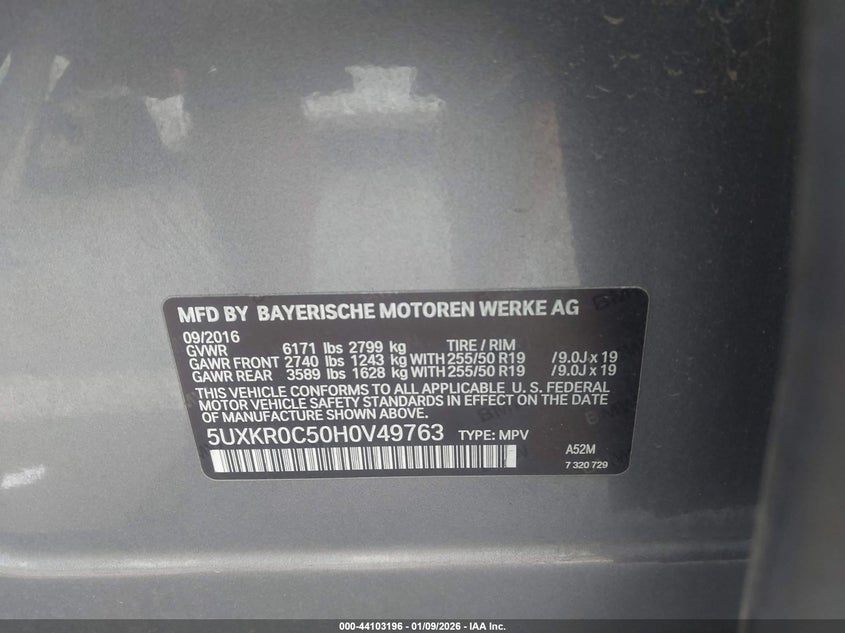 MFD BY BAYERISCHE MOTOREN WERKE AG
09/2016
GVWR 6171 lbs 2799 kg TIRE / RIM
GAWR FRONT 2740 lbs 1243 kg WITH 255/50 R19 /9.0J x 19
GAWR REAR 3589 lbs 1628 kg WITH 255/50 R19 /9.0J x 19
THIS VEHICLE CONFORMS TO ALL APPLICABLE U. S. FEDERAL
MOTOR VEHICLE SAFETY STANDARDS IN EFFECT ON THE DATE
OF MANUFACTURE SHOWN ABOVE.
5UXKR0C50H0V49763 TYPE: MPV
A52M
7 320 729
000-44103196 - 01/09/2026 - IAA Inc.